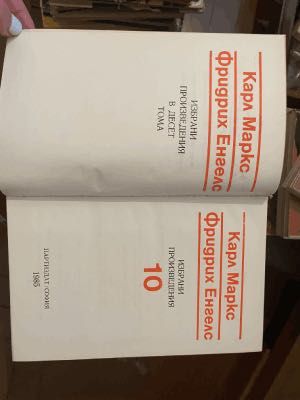 Карл Маркс
Фридрих Енгелс
ИЗБРАНИ
ПРОИЗВЕДЕНИЯ
В ДЕСЕТ
ТОМА
Карл Маркс
Фридрих Енгелс
ИЗБРАНИ
ПРОИЗВЕДЕНИЯ
10
ПАРТИЗДАТ · СОФИЯ
1985